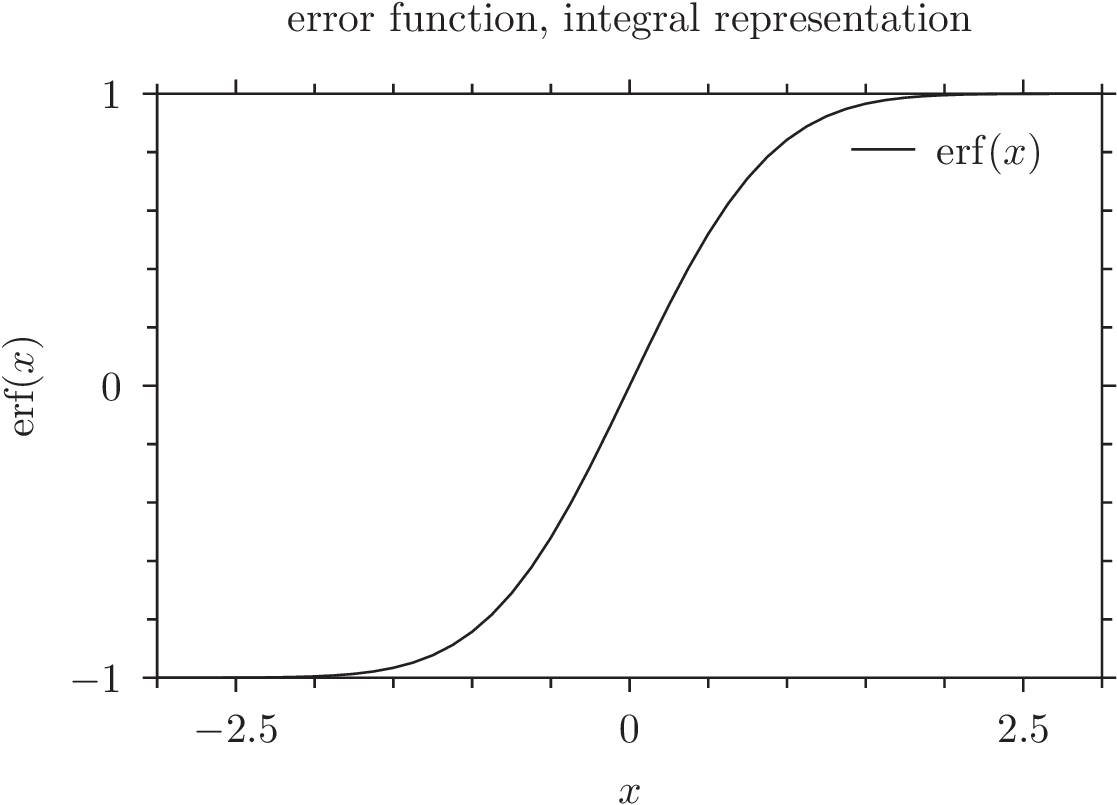 error function, integral representation
1
erf(x)
erf(x)
0
−1
−2.5 0 2.5
x